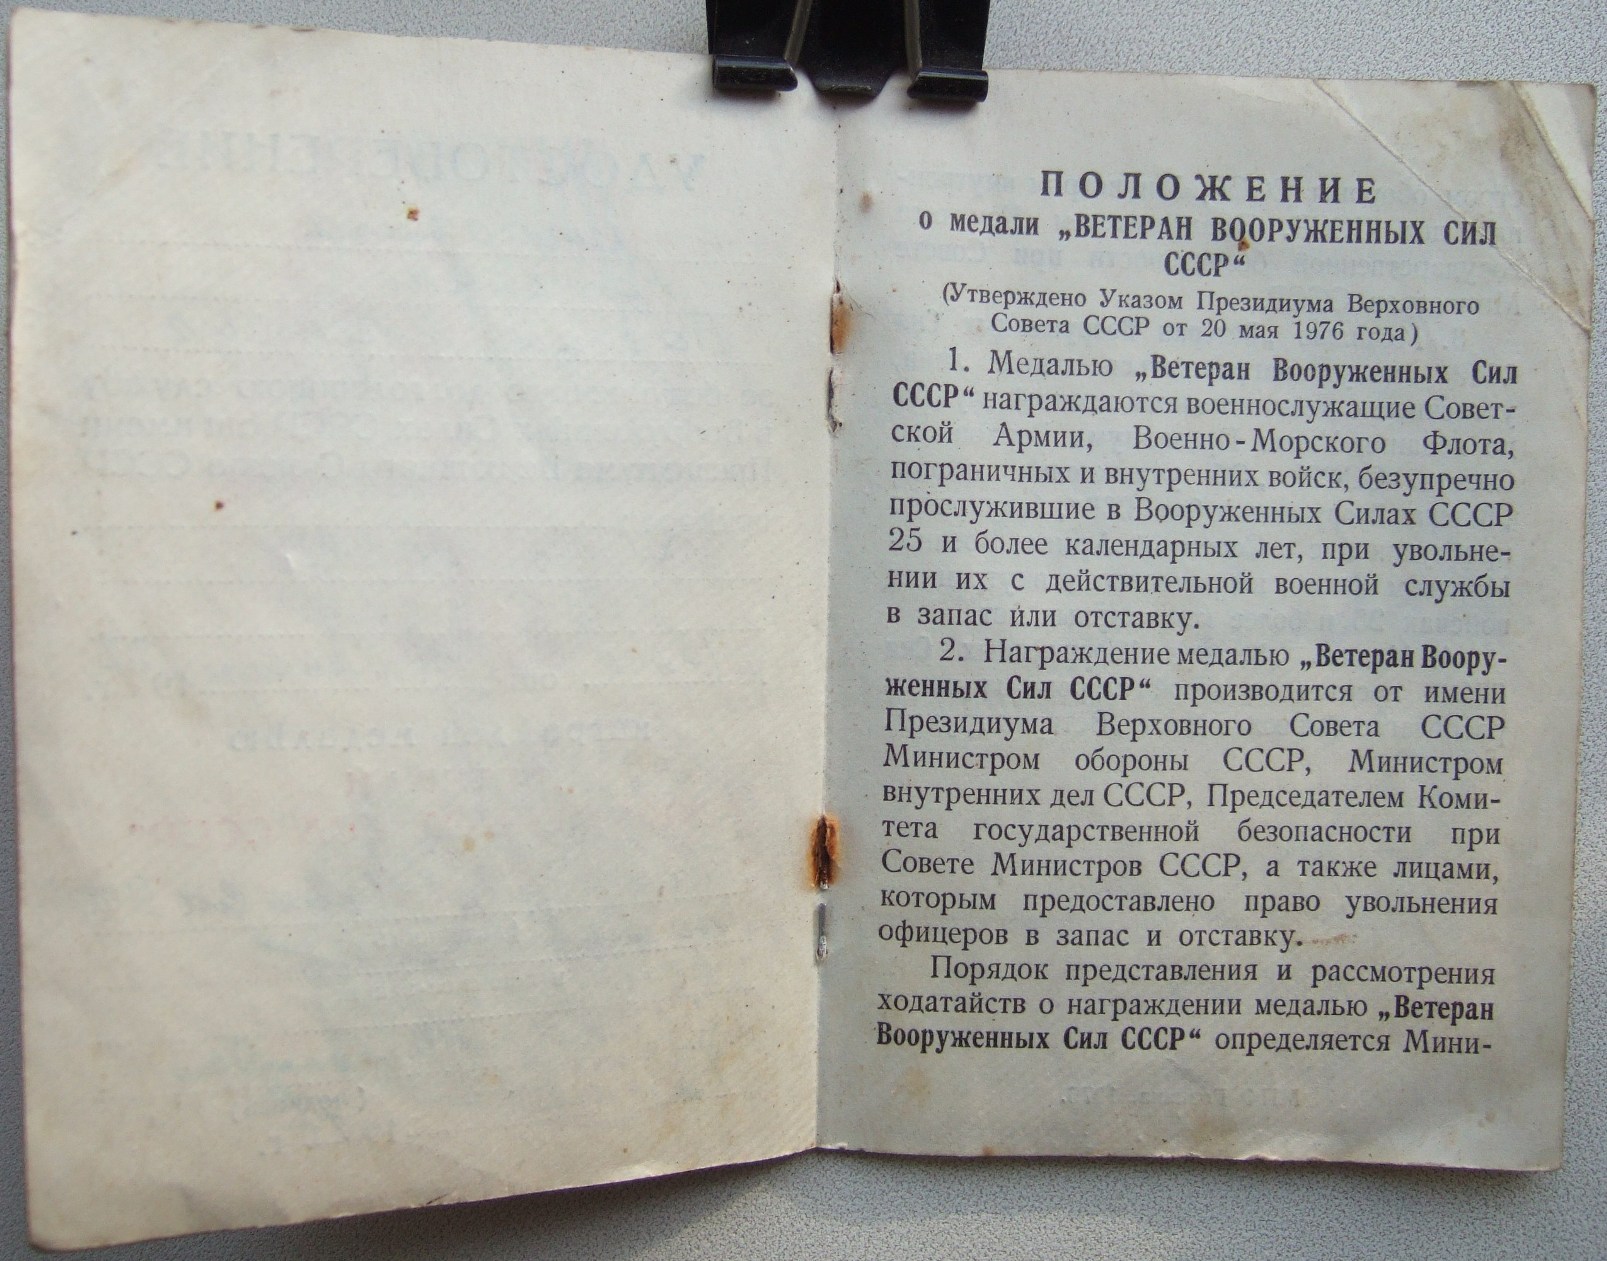 ПОЛОЖЕНИЕ
о медали „ВЕТЕРАН ВООРУЖЕННЫХ СИЛ
СССР“
(Утверждено Указом Президиума Верховного
Совета СССР от 20 мая 1976 года)
1. Медалью „Ветеран Вооруженных Сил
СССР“ награждаются военнослужащие Совет-
ской Армии, Военно-Морского Флота,
пограничных и внутренних войск, безупречно
прослужившие в Вооруженных Силах СССР
25 и более календарных лет, при увольне-
нии их с действительной военной службы
в запас или отставку.
2. Награждение медалью „Ветеран Воору-
женных Сил СССР“ производится от имени
Президиума Верховного Совета СССР
Министром обороны СССР, Министром
внутренних дел СССР, Председателем Коми-
тета государственной безопасности при
Совете Министров СССР, а также лицами,
которым предоставлено право увольнения
офицеров в запас и отставку.
Порядок представления и рассмотрения
ходатайств о награждении медалью „Ветеран
Вооруженных Сил СССР“ определяется Мини-